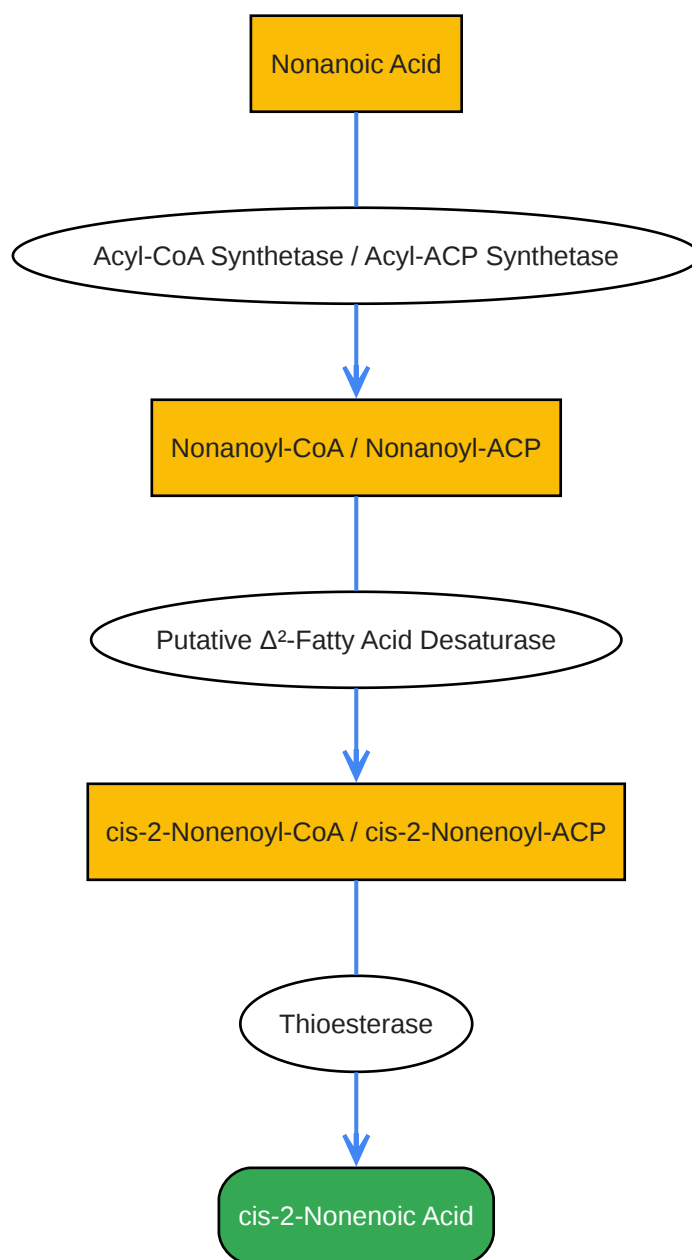 Nonanoic Acid
Acyl-CoA Synthetase / Acyl-ACP Synthetase
Nonanoyl-CoA / Nonanoyl-ACP
Putative Δ²-Fatty Acid Desaturase
cis-2-Nonenoyl-CoA / cis-2-Nonenoyl-ACP
Thioesterase
cis-2-Nonenoic Acid